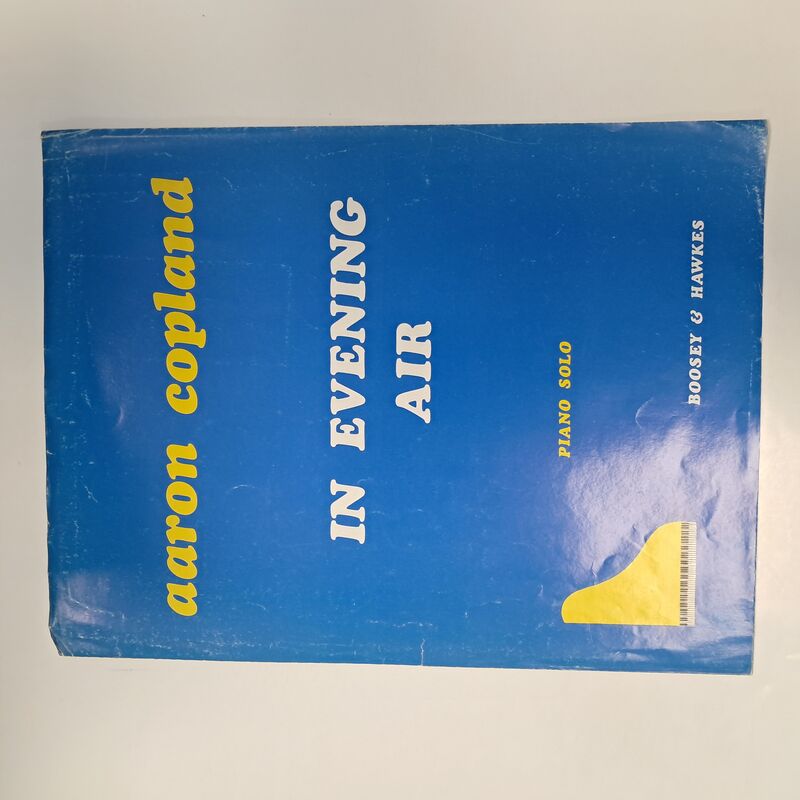 aaron copland
IN EVENING
AIR
PIANO SOLO
BOOSEY & HAWKES